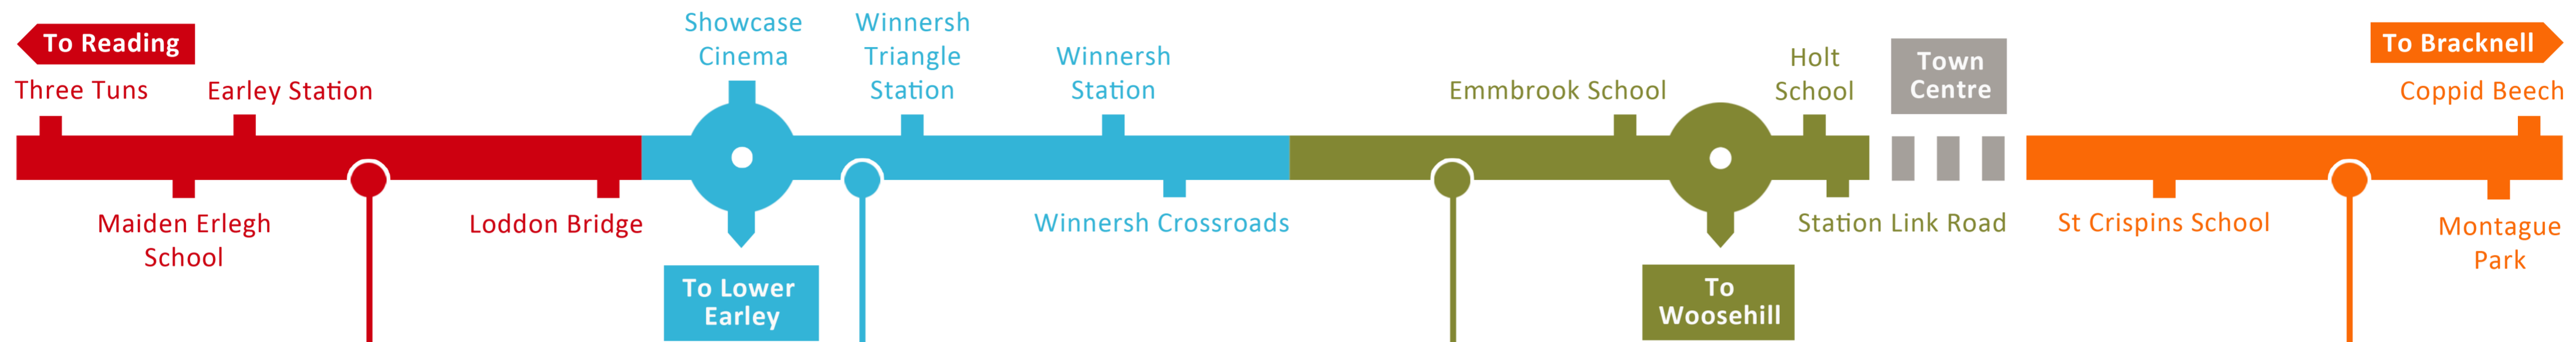 To Reading
Three Tuns
Earley Station
Maiden Erlegh
School
Loddon Bridge
Showcase
Cinema
To Lower
Earley
Winnersh
Triangle
Station
Winnersh
Station
Winnersh Crossroads
Emmbrook School
To
Woosehill
Holt
School
Station Link Road
Town
Centre
St Crispins School
To Bracknell
Coppid Beech
Montague
Park